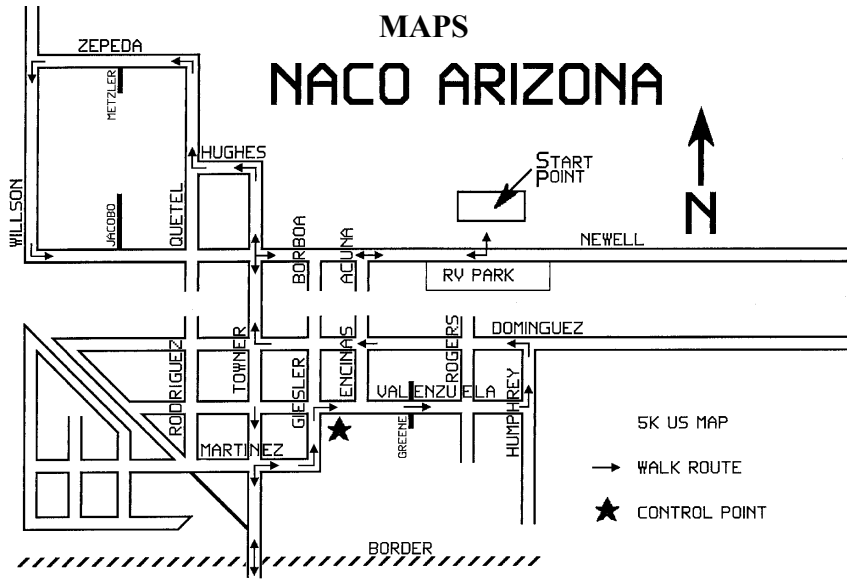 MAPS
NACO ARIZONA
ZEPEDA
METZLER
HUGHES
START
POINT
N
WILLSON
JACOBO
QUETEL
BORBOA
ACUNA
NEWELL
RV PARK
DOMINGUEZ
RODRIGUEZ
TOWNER
GIESLER
ENCINAS
ROGERS
VALENZUELA
HUMPHREY
GREENE
MARTINEZ
5K US MAP
WALK ROUTE
CONTROL POINT
BORDER